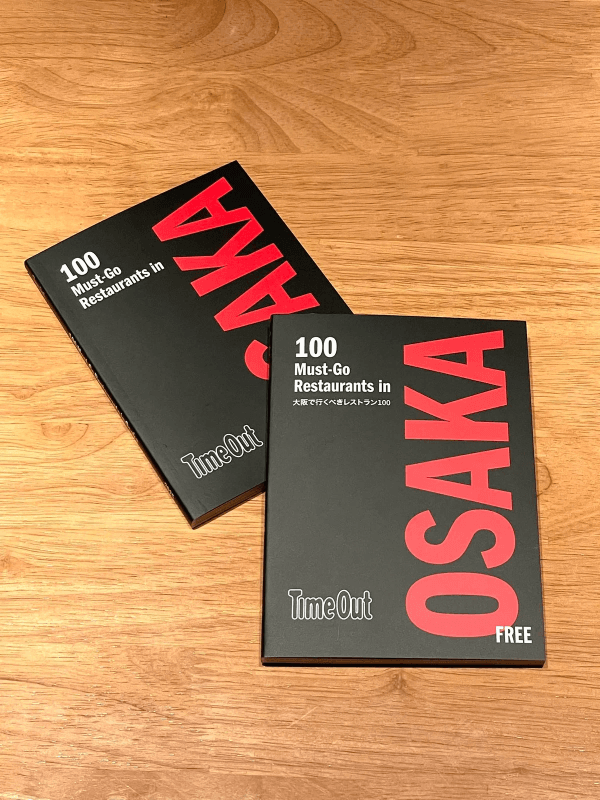 100
Must-Go
Restaurants in
SAKA
Time Out
100
Must-Go
Restaurants in
大阪で行くべきレストラン100
OSAKA
Time Out
FREE